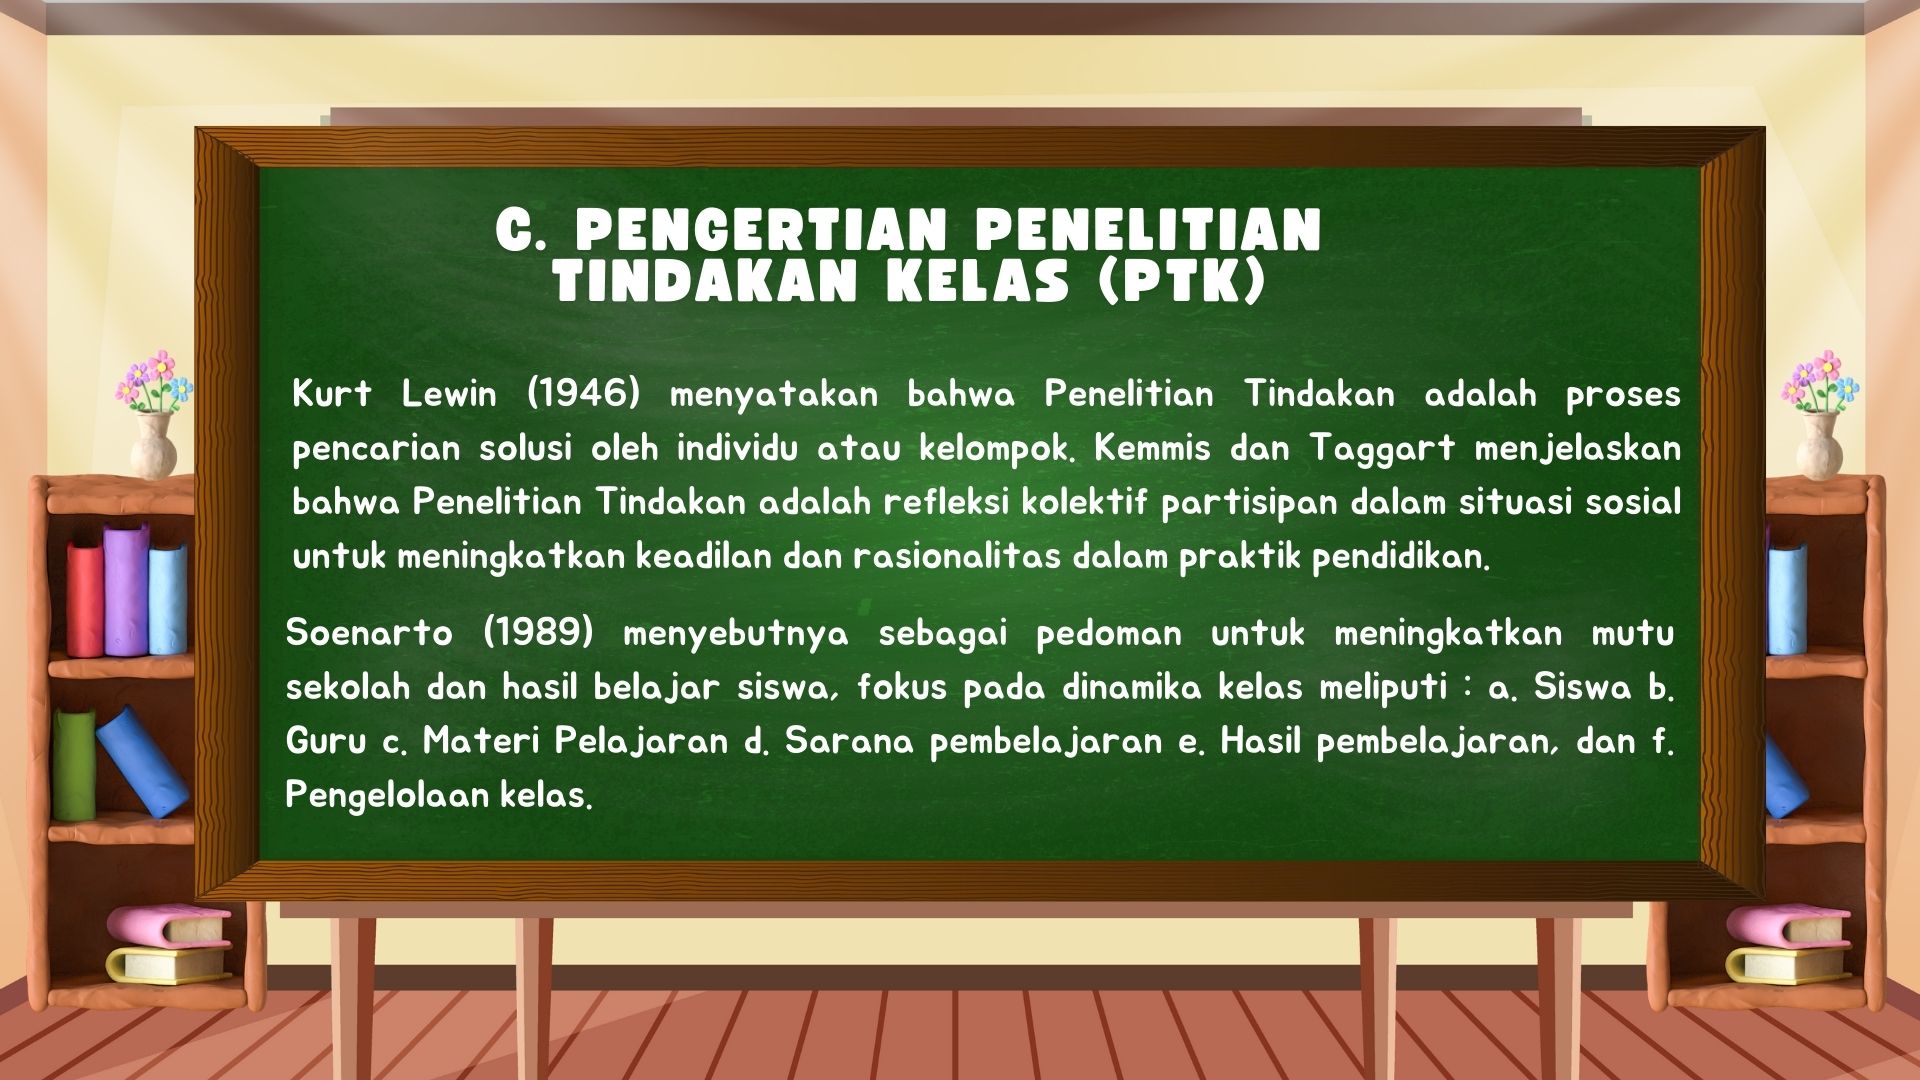 C. PENGERTIAN PENELITIAN
TINDAKAN KELAS (PTK)
Kurt Lewin (1946) menyatakan bahwa Penelitian Tindakan adalah proses
pencarian solusi oleh individu atau kelompok. Kemmis dan Taggart menjelaskan
bahwa Penelitian Tindakan adalah refleksi kolektif partisipan dalam situasi sosial
untuk meningkatkan keadilan dan rasionalitas dalam praktik pendidikan.
Soenarto (1989) menyebutnya sebagai pedoman untuk meningkatkan mutu
sekolah dan hasil belajar siswa, fokus pada dinamika kelas meliputi : a. Siswa b.
Guru c. Materi Pelajaran d. Sarana pembelajaran e. Hasil pembelajaran, dan f.
Pengelolaan kelas.